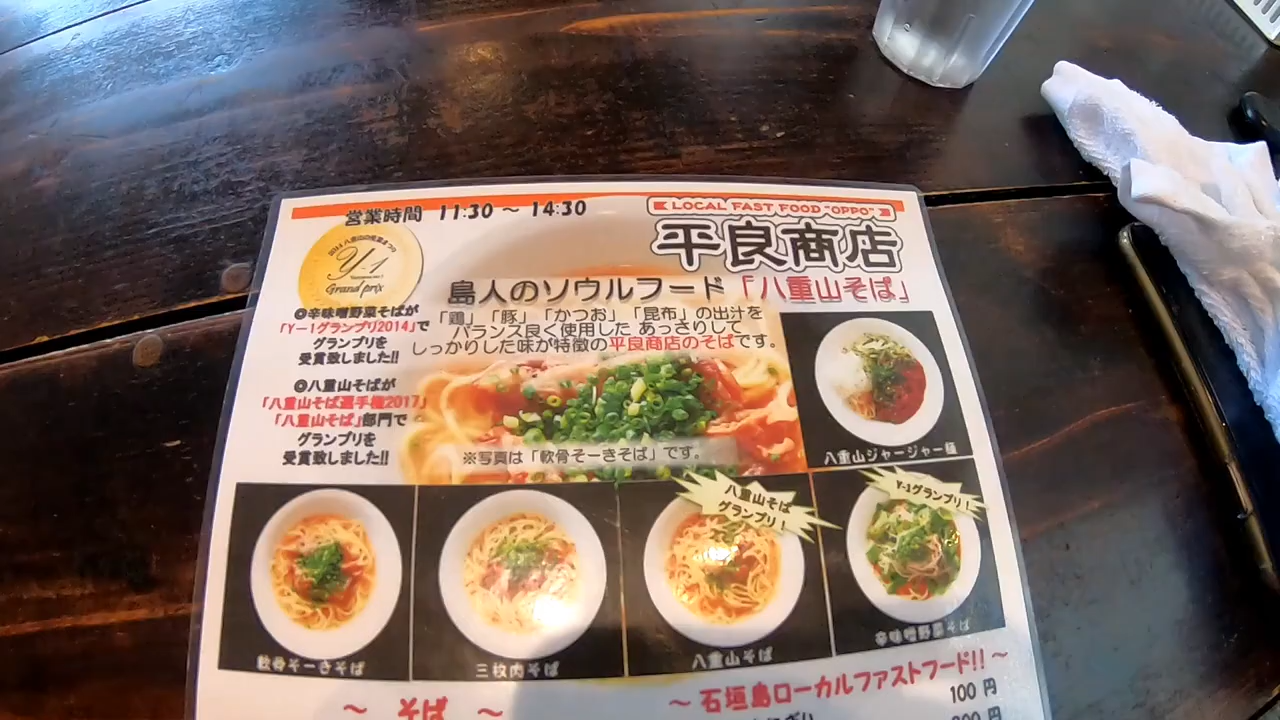 営業時間 11:30 ～ 14:30
LOCAL FAST FOOD "OPPO"
平良商店
Y-1
Grand prix
島人のソウルフード「八重山そば」
「鶏」「豚」「かつお」「昆布」の出汁を
バランス良く使用した あっさりして
しっかりした味が特徴の平良商店のそばです。
◎辛味噌野菜そばが
「Y-1グランプリ2014」で
グランプリを
受賞致しました!!
◎八重山そばが
「八重山そば選手権2017」
「八重山そば」部門で
グランプリを
受賞致しました!!
※写真は「軟骨そーきそば」です。
八重山ジャージャー麺
八重山そば
グランプリ！
Y-1グランプリ！
軟骨そーきそば
三枚肉そば
八重山そば
辛味噌野菜そば
～ そば ～
～ 石垣島ローカルファストフード!! ～
100 円